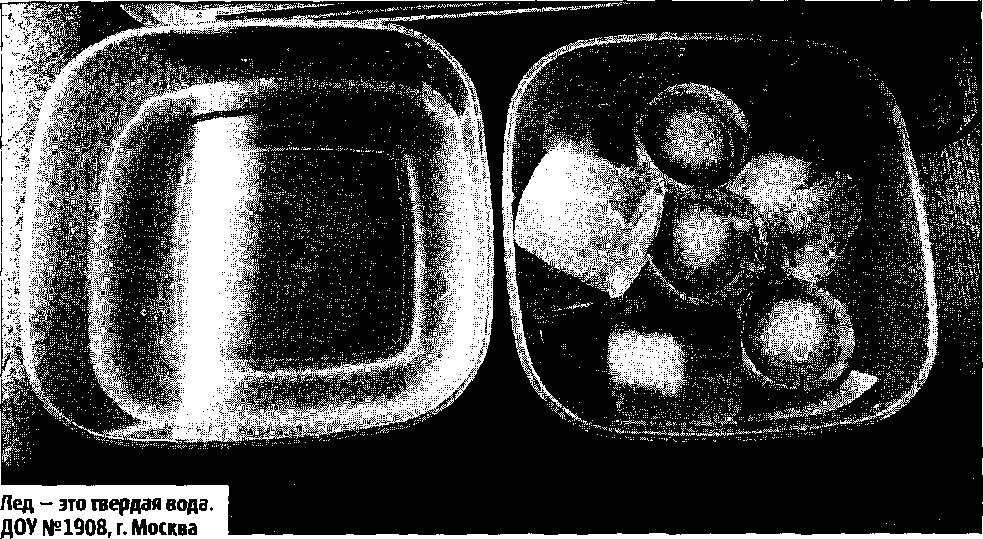 Лед – это твердая вода.
ДОУ №1908, г. Москва